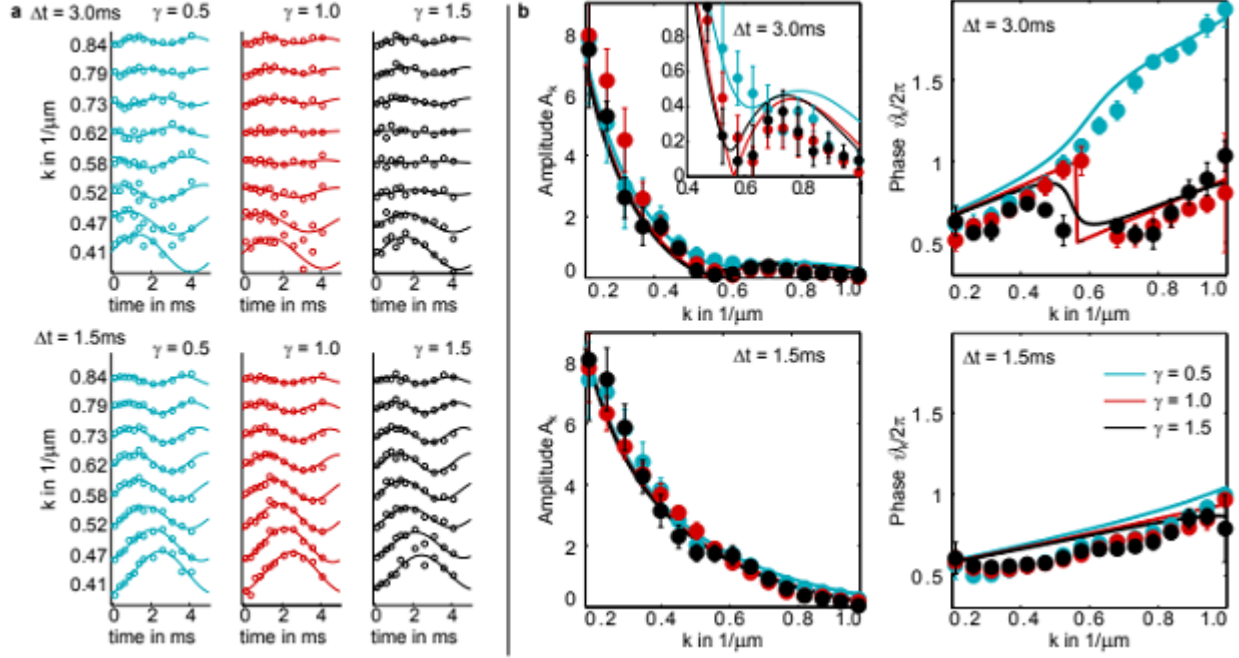 a Δt = 3.0ms γ = 0.5 γ = 1.0 γ = 1.5
k in 1/μm
0.84
0.79
0.73
0.62
0.58
0.52
0.47
0.41
0 2 4 0 2 4 0 2 4
time in ms time in ms time in ms
Δt = 1.5ms
γ = 0.5 γ = 1.0 γ = 1.5
k in 1/μm
0.84
0.79
0.73
0.62
0.58
0.52
0.47
0.41
0 2 4 0 2 4 0 2 4
time in ms time in ms time in ms
b
Amplitude Aₖ
8
6
4
2
0
0.2 0.4 0.6 0.8 1.0
k in 1/μm
Δt = 3.0ms
0.8
0.6
0.4
0.2
0
0.4 0.6 0.8 1
Phase ϑₖ/2π
Δt = 3.0ms
1.5
1
0.5
0.2 0.4 0.6 0.8 1.0
k in 1/μm
Amplitude Aₖ
Δt = 1.5ms
8
6
4
2
0
0.2 0.4 0.6 0.8 1.0
k in 1/μm
Phase ϑₖ/2π
Δt = 1.5ms
γ = 0.5
γ = 1.0
γ = 1.5
1.5
1
0.5
0.2 0.4 0.6 0.8 1.0
k in 1/μm